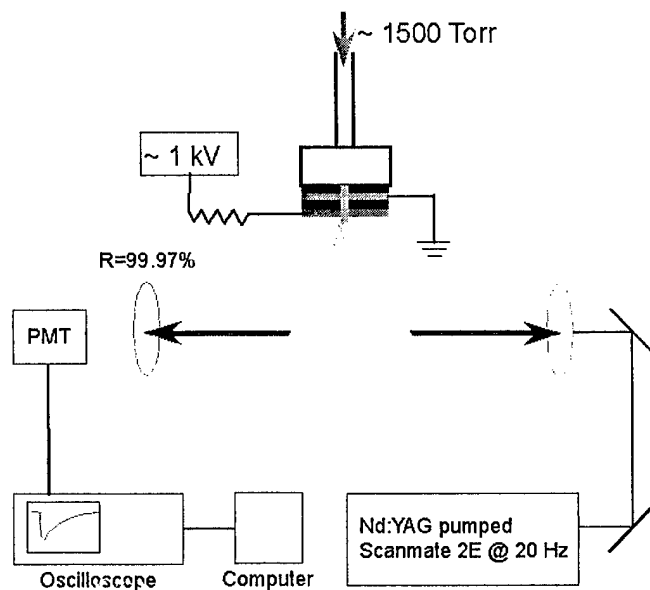 ~ 1500 Torr
~ 1 kV
R=99.97%
PMT
Nd:YAG pumped
Scanmate 2E @ 20 Hz
Oscilloscope
Computer